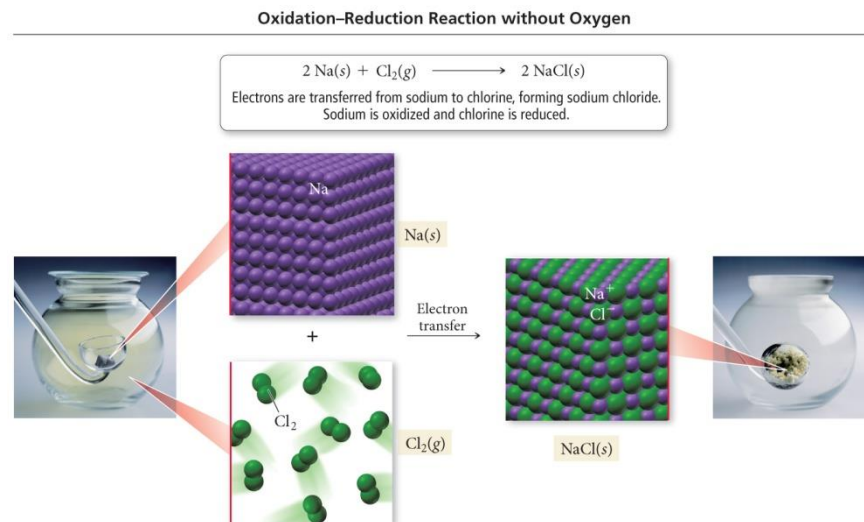 Oxidation–Reduction Reaction without Oxygen
2 Na(s) + Cl₂(g) ⟶ 2 NaCl(s)
Electrons are transferred from sodium to chlorine, forming sodium chloride.
Sodium is oxidized and chlorine is reduced.
Na
Na(s)
+
Cl₂
Cl₂(g)
Electron
transfer
Na⁺
Cl⁻
NaCl(s)